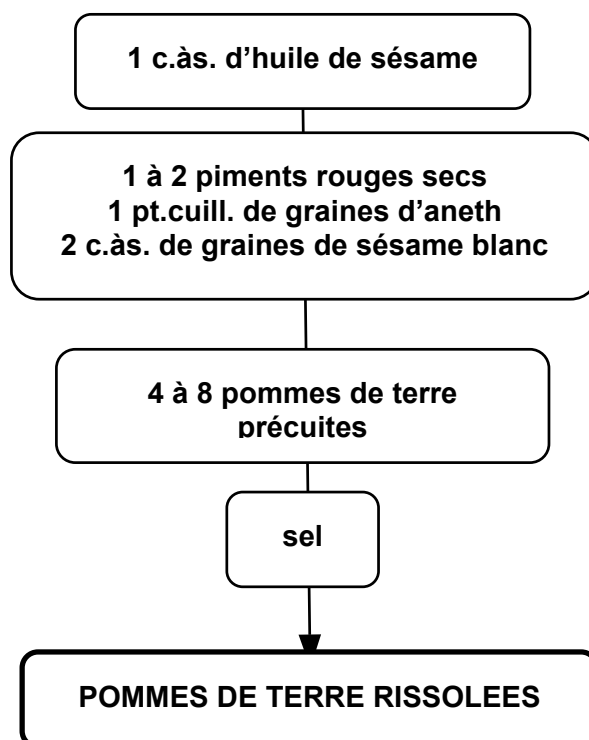 1 c.às. d’huile de sésame
1 à 2 piments rouges secs
1 pt.cuill. de graines d’aneth
2 c.às. de graines de sésame blanc
4 à 8 pommes de terre
précuites
sel
POMMES DE TERRE RISSOLEES